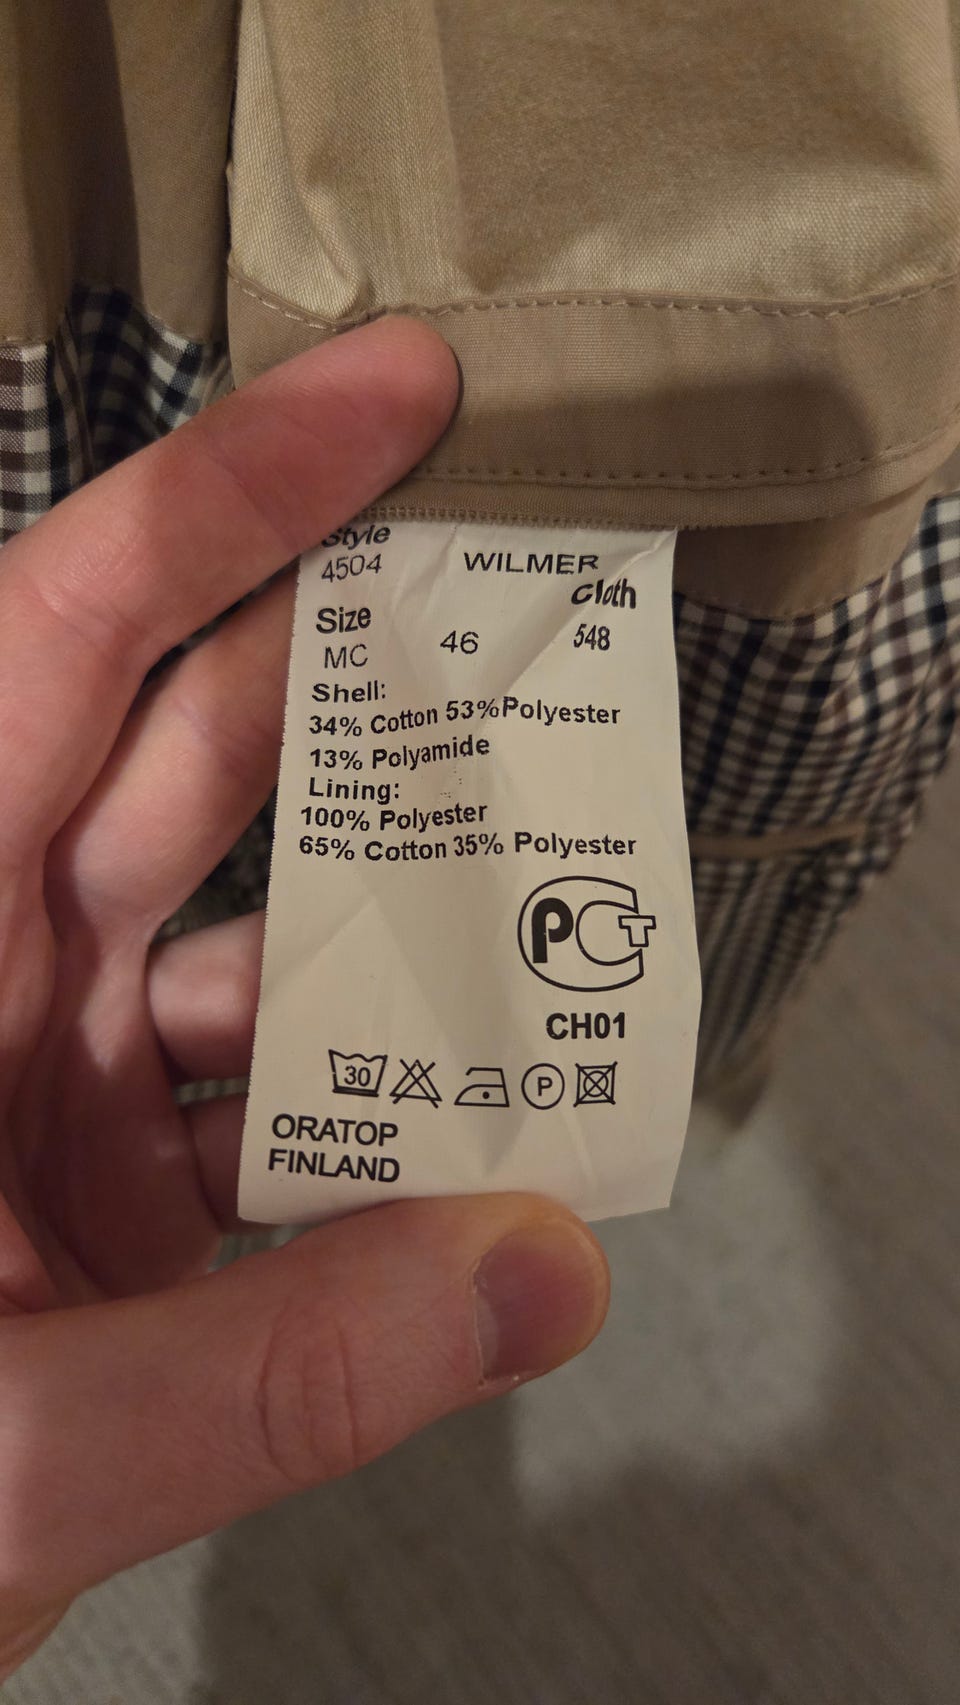 Style
4504 WILMER
Cloth
Size
MC 46 548
Shell:
34% Cotton 53%Polyester
13% Polyamide
Lining:
100% Polyester
65% Cotton 35% Polyester
РСТ
CH01
30 P
ORATOP
FINLAND